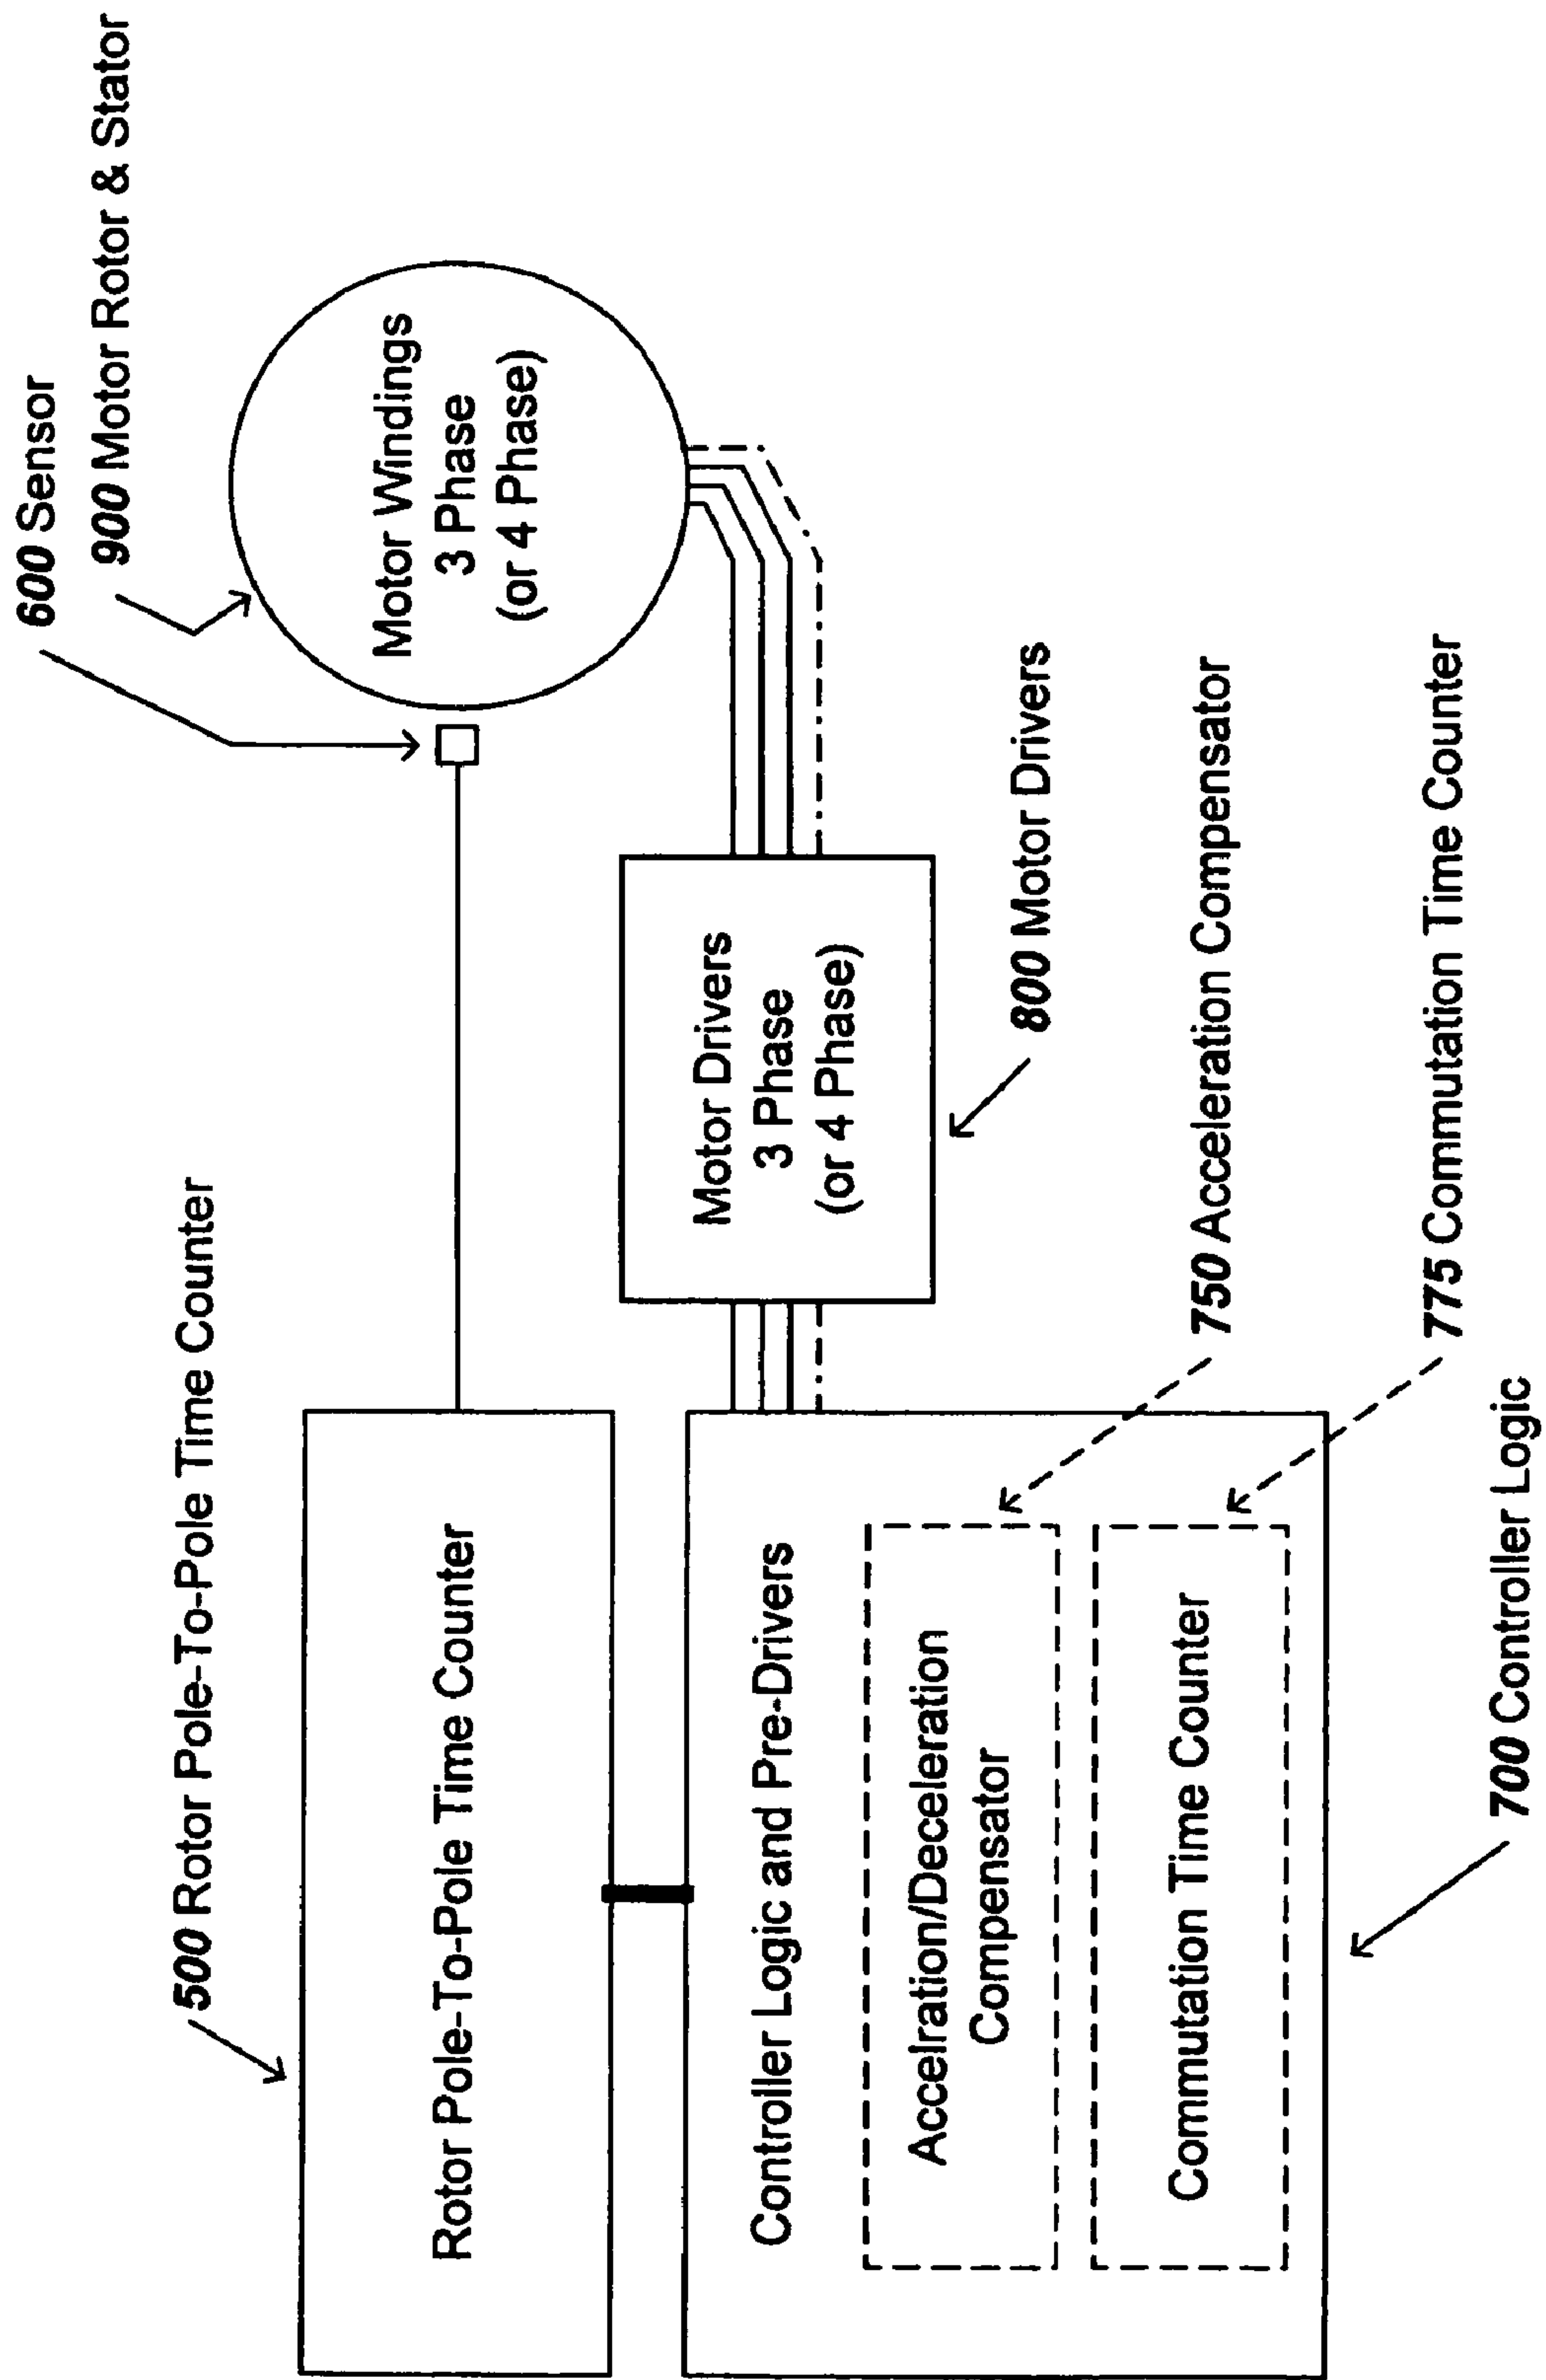 600 Sensor
900 Motor Rotor & Stator
500 Rotor Pole-To-Pole Time Counter
Rotor Pole-To-Pole Time Counter
Motor Windings
3 Phase
(or 4 Phase)
Motor Drivers
3 Phase
(or 4 Phase)
800 Motor Drivers
Controller Logic and Pre-Drivers
Accelration/Deceleration
Compensator
750 Acceleration Compensator
Commutation Time Counter
775 Commutation Time Counter
700 Controller Logic